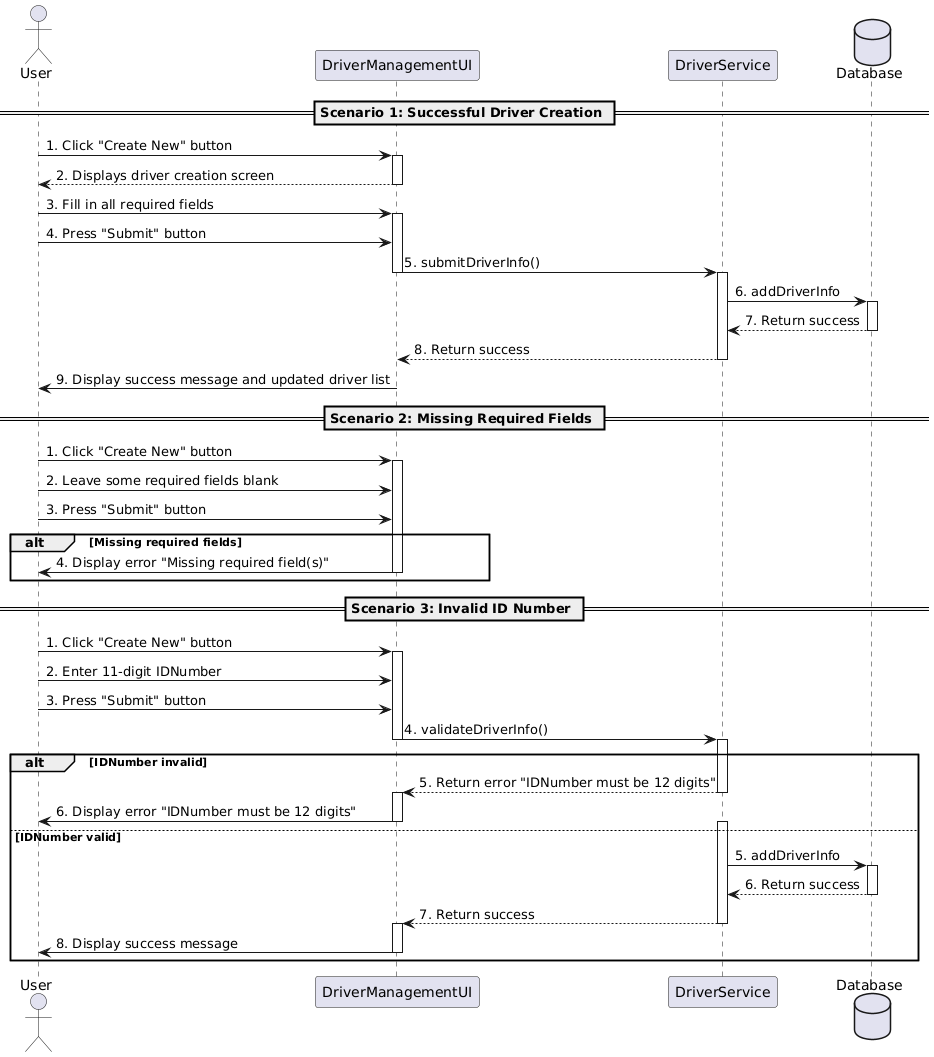 User
DriverManagementUI
DriverService
Database
Scenario 1: Successful Driver Creation
1. Click "Create New" button
2. Displays driver creation screen
3. Fill in all required fields
4. Press "Submit" button
5. submitDriverInfo()
6. addDriverInfo
7. Return success
8. Return success
9. Display success message and updated driver list
Scenario 2: Missing Required Fields
1. Click "Create New" button
2. Leave some required fields blank
3. Press "Submit" button
alt [Missing required fields]
4. Display error "Missing required field(s)"
Scenario 3: Invalid ID Number
1. Click "Create New" button
2. Enter 11-digit IDNumber
3. Press "Submit" button
4. validateDriverInfo()
alt [IDNumber invalid]
5. Return error "IDNumber must be 12 digits"
6. Display error "IDNumber must be 12 digits"
[IDNumber valid]
5. addDriverInfo
6. Return success
7. Return success
8. Display success message
User
DriverManagementUI
DriverService
Database